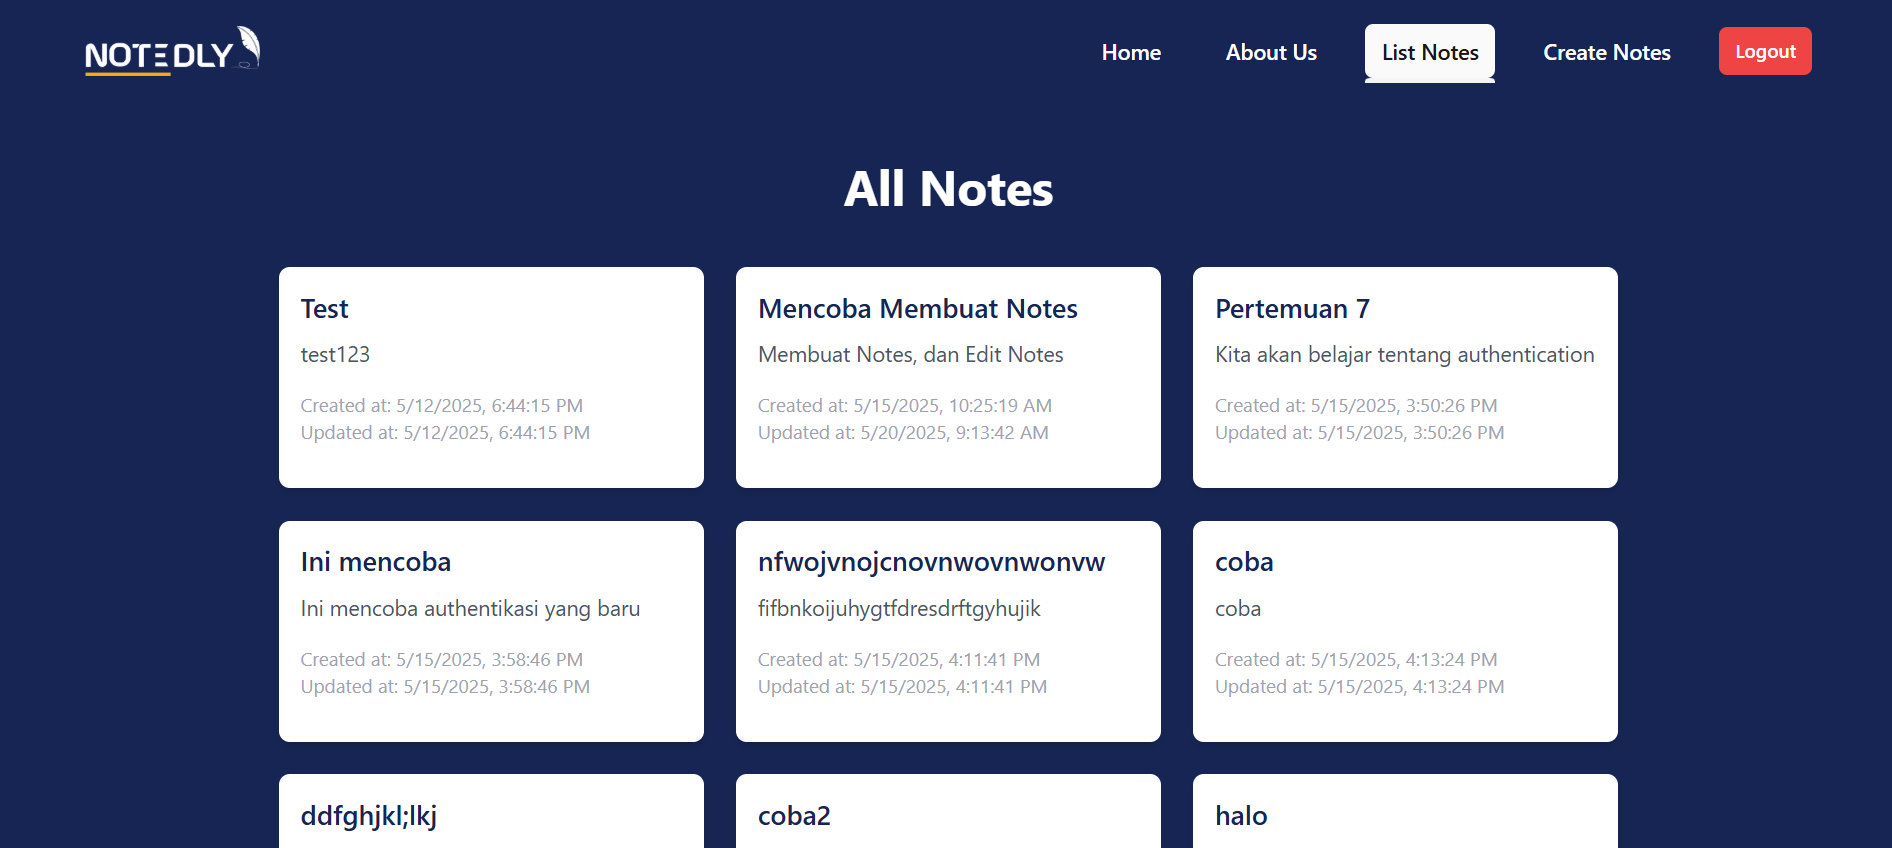 NOTEDLY
Home
About Us
List Notes
Create Notes
Logout
All Notes
Test
test123
Created at: 5/12/2025, 6:44:15 PM
Updated at: 5/12/2025, 6:44:15 PM
Mencoba Membuat Notes
Membuat Notes, dan Edit Notes
Created at: 5/15/2025, 10:25:19 AM
Updated at: 5/20/2025, 9:13:42 AM
Pertemuan 7
Kita akan belajar tentang authentication
Created at: 5/15/2025, 3:50:26 PM
Updated at: 5/15/2025, 3:50:26 PM
Ini mencoba
Ini mencoba authentikasi yang baru
Created at: 5/15/2025, 3:58:46 PM
Updated at: 5/15/2025, 3:58:46 PM
nfwojvnojcnovnwovnwonvw
fifbnkoijuhygtfdresdrftgyhujik
Created at: 5/15/2025, 4:11:41 PM
Updated at: 5/15/2025, 4:11:41 PM
coba
coba
Created at: 5/15/2025, 4:13:24 PM
Updated at: 5/15/2025, 4:13:24 PM
ddfghjkl;lkj
coba2
halo